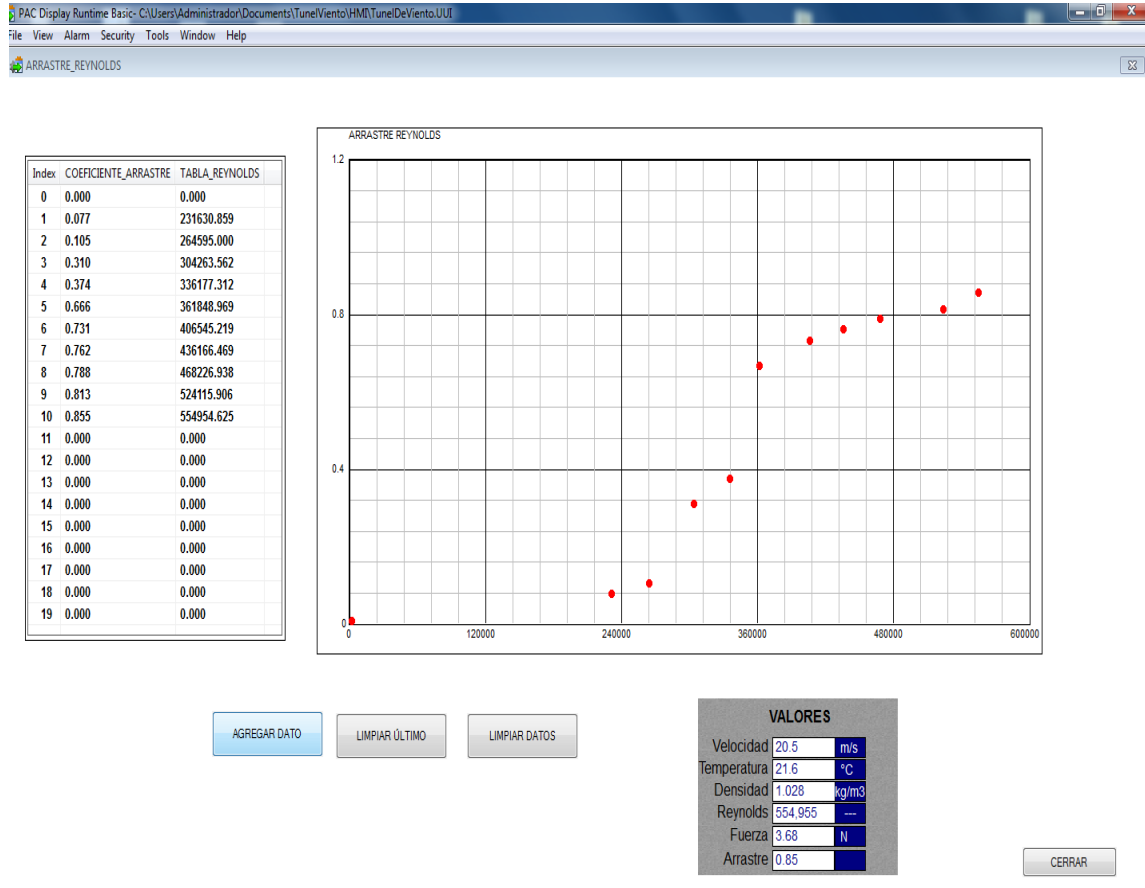 PAC Display Runtime Basic- C:\Users\Administrador\Documents\TunelViento\HMI\TunelDeViento.UUI
File View Alarm Security Tools Window Help
ARRASTRE_REYNOLDS
Index COEFICIENTE_ARRASTRE TABLA_REYNOLDS
0 0.000 0.000
1 0.077 231630.859
2 0.105 264595.000
3 0.310 304263.562
4 0.374 336177.312
5 0.666 361848.969
6 0.731 406545.219
7 0.762 436166.469
8 0.788 468226.938
9 0.813 524115.906
10 0.855 554954.625
11 0.000 0.000
12 0.000 0.000
13 0.000 0.000
14 0.000 0.000
15 0.000 0.000
16 0.000 0.000
17 0.000 0.000
18 0.000 0.000
19 0.000 0.000
ARRASTRE REYNOLDS
1.2
0.8
0.4
0
0 120000 240000 360000 480000 600000
AGREGAR DATO
LIMPIAR ÚLTIMO
LIMPIAR DATOS
VALORES
Velocidad 20.5 m/s
Temperatura 21.6 °C
Densidad 1.028 kg/m3
Reynolds 554,955 ---
Fuerza 3.68 N
Arrastre 0.85
CERRAR